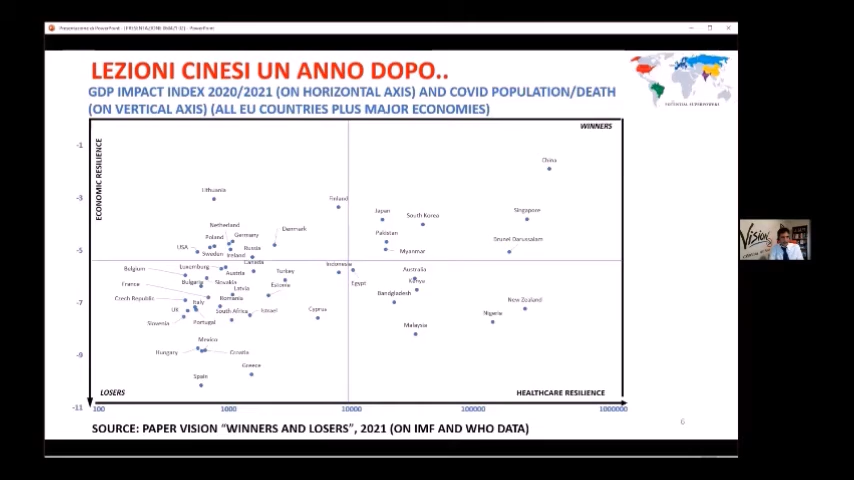 LEZIONI CINESI UN ANNO DOPO..
GDP IMPACT INDEX 2020/2021 (ON HORIZONTAL AXIS) AND COVID POPULATION/DEATH
(ON VERTICAL AXIS) (ALL EU COUNTRIES PLUS MAJOR ECONOMIES)
WINNERS
ECONOMIC RESILIENCE
-1
China
Lithuania
-3
Finland
Japan
South Korea
Singapore
Netherland
Denmark
Poland
Germany
Pakistan
Brunei Darussalam
USA
Russia
Myanmar
-5
Sweden
Ireland
Canada
Indonesia
Belgium
Luxemburg
Austria
Turkey
Australia
France
Bulgaria
Slovakia
Estonia
Egypt
Kenya
Latvia
Bangladesh
Czech Republic
Italy
Romania
New Zealand
-7
UK
South Africa
Israel
Cyprus
Nigeria
Slovenia
Portugal
Malaysia
Mexico
Hungary
Croatia
-9
Greece
Spain
LOSERS
HEALTHCARE RESILIENCE
-11
100
1000
10000
100000
1000000
SOURCE: PAPER VISION "WINNERS AND LOSERS", 2021 (ON IMF AND WHO DATA)
6
Vision